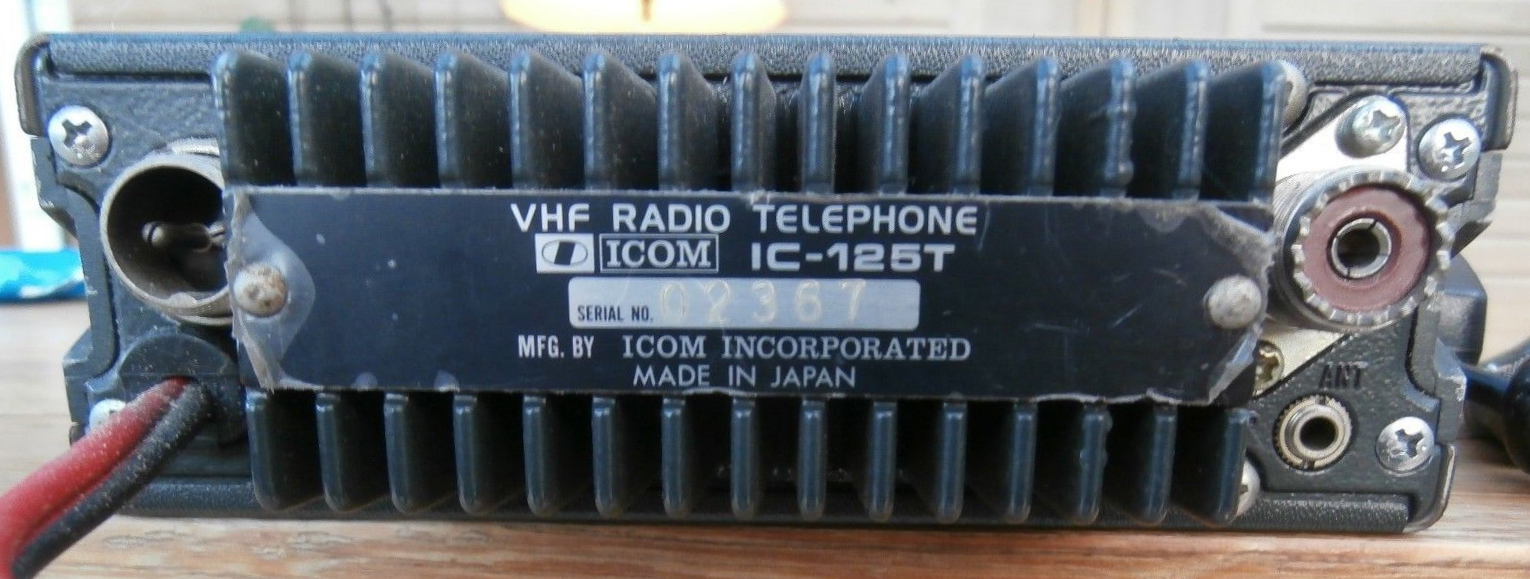 VHF RADIO TELEPHONE
ICOM IC-125T
SERIAL NO. 02367
MFG. BY ICOM INCORPORATED
MADE IN JAPAN
ANT